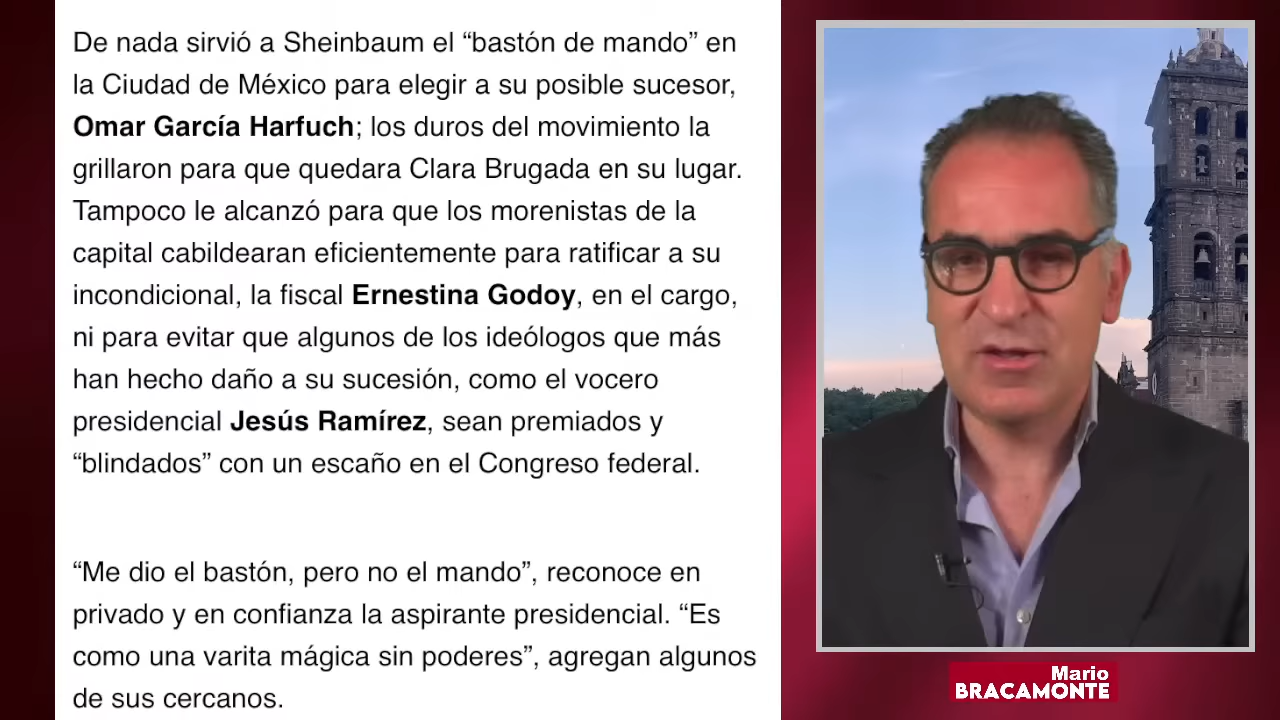 De nada sirvió a Sheinbaum el “bastón de mando” en
la Ciudad de México para elegir a su posible sucesor,
Omar García Harfuch; los duros del movimiento la
grillaron para que quedara Clara Brugada en su lugar.
Tampoco le alcanzó para que los morenistas de la
capital cabildearan eficientemente para ratificar a su
incondicional, la fiscal Ernestina Godoy, en el cargo,
ni para evitar que algunos de los ideólogos que más
han hecho daño a su sucesión, como el vocero
presidencial Jesús Ramírez, sean premiados y
“blindados” con un escaño en el Congreso federal.
“Me dio el bastón, pero no el mando”, reconoce en
privado y en confianza la aspirante presidencial. “Es
como una varita mágica sin poderes”, agregan algunos
de sus cercanos.
Mario
BRACAMONTE